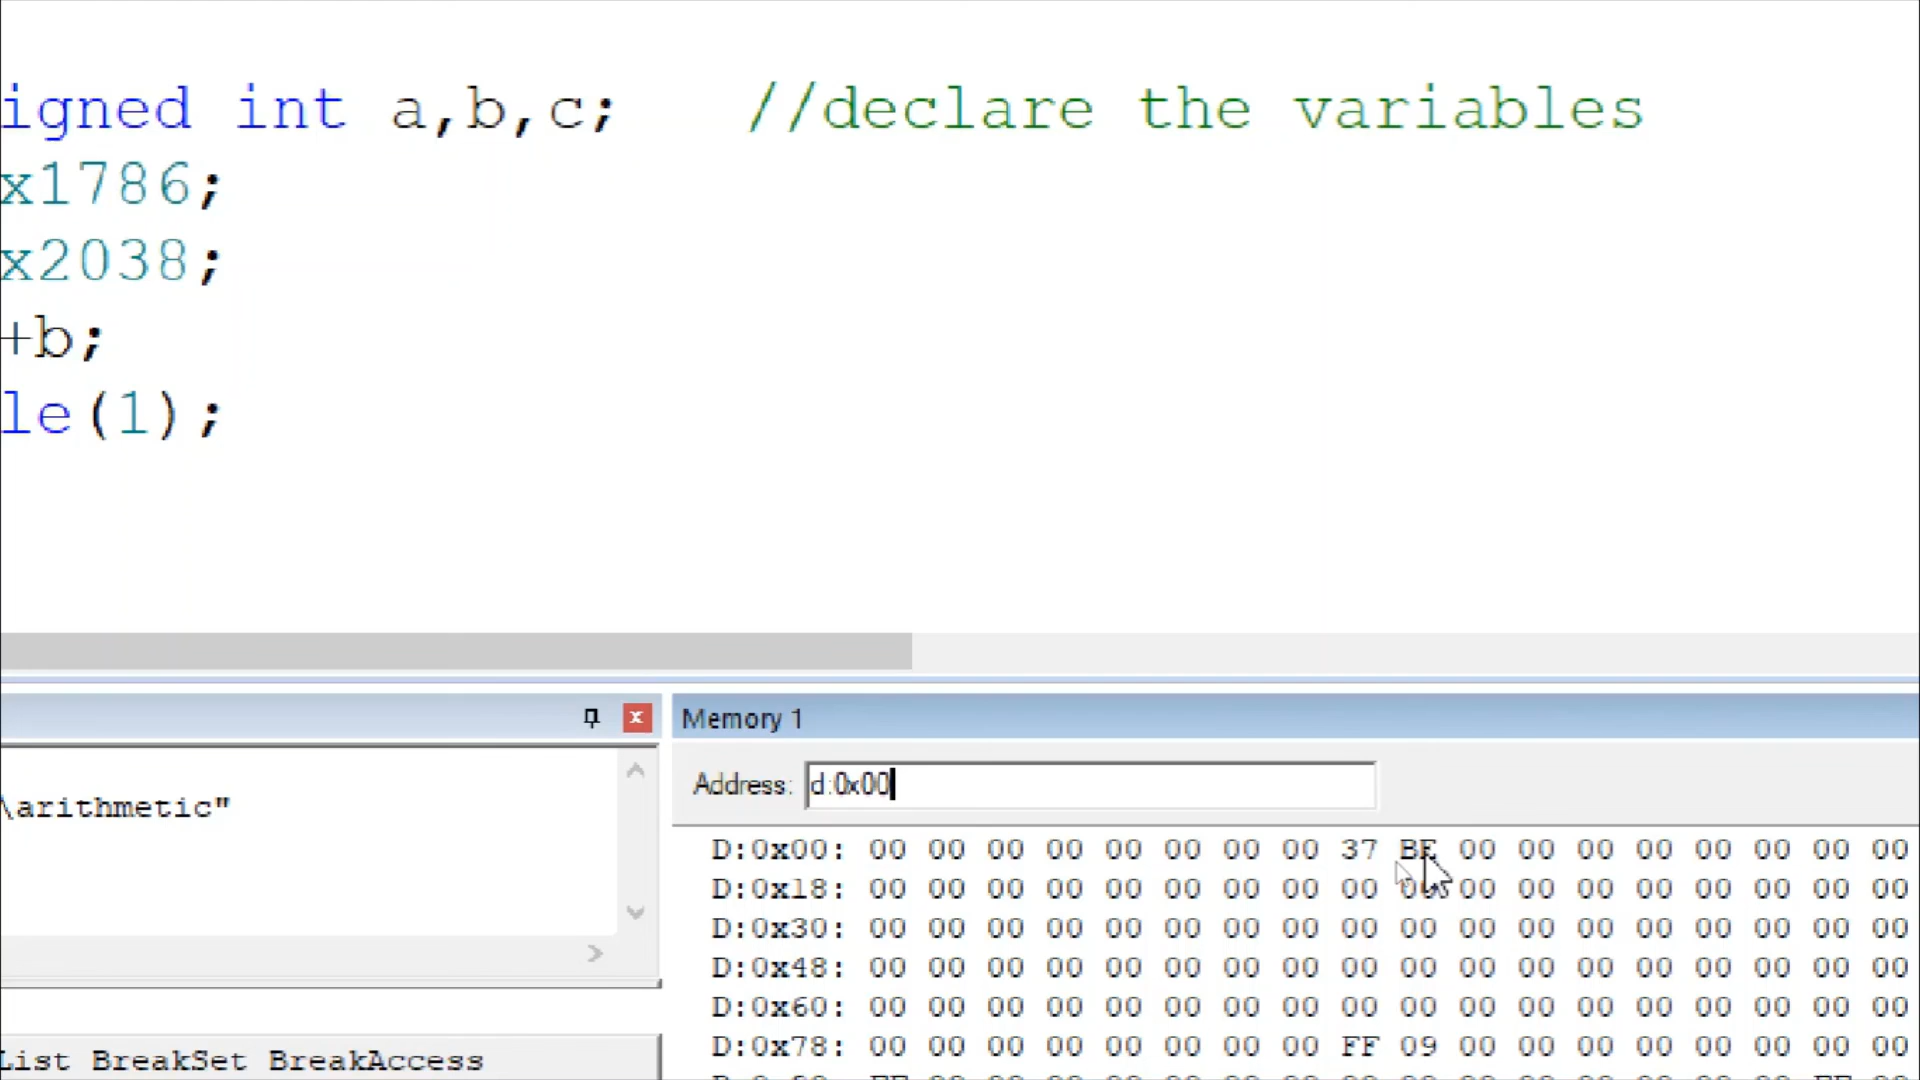 igned int a,b,c; //declare the variables
x1786;
x2038;
+b;
le(1);
Memory 1
\arithmetic"
Address: d:0x00
D:0x00: 00 00 00 00 00 00 00 00 37 BE 00 00 00 00 00 00 00 00
D:0x18: 00 00 00 00 00 00 00 00 00 00 00 00 00 00 00 00 00 00
D:0x30: 00 00 00 00 00 00 00 00 00 00 00 00 00 00 00 00 00 00
D:0x48: 00 00 00 00 00 00 00 00 00 00 00 00 00 00 00 00 00 00
D:0x60: 00 00 00 00 00 00 00 00 00 00 00 00 00 00 00 00 00 00
D:0x78: 00 00 00 00 00 00 00 00 FF 09 00 00 00 00 00 00 00 00
List BreakSet BreakAccess